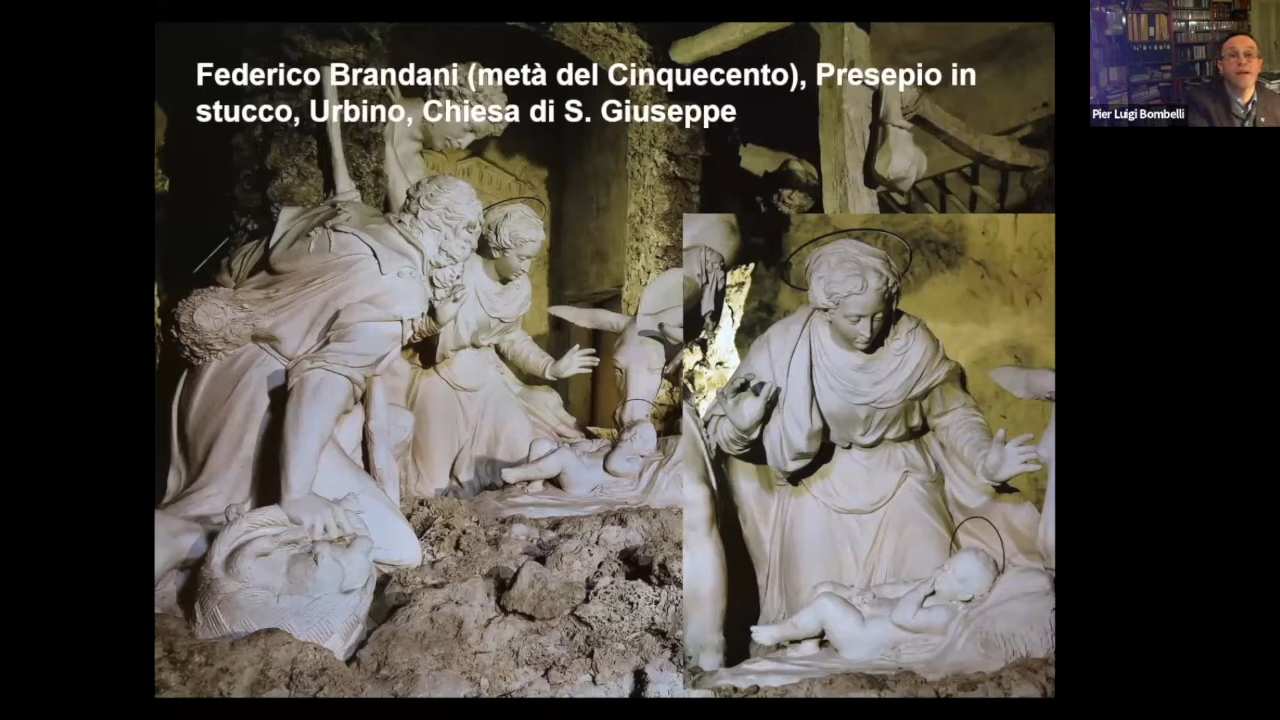 Federico Brandani (metà del Cinquecento), Presepio in
stucco, Urbino, Chiesa di S. Giuseppe
Pier Luigi Bombelli